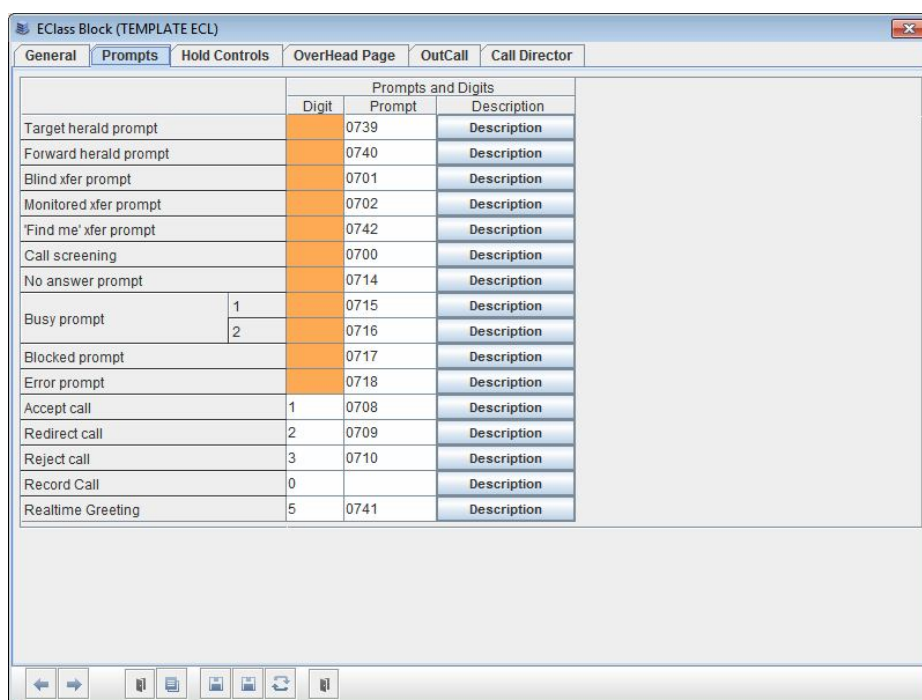 EClass Block (TEMPLATE ECL)
General Prompts Hold Controls OverHead Page OutCall Call Director
Prompts and Digits
Digit Prompt Description
Target herald prompt 0739 Description
Forward herald prompt 0740 Description
Blind xfer prompt 0701 Description
Monitored xfer prompt 0702 Description
'Find me' xfer prompt 0742 Description
Call screening 0700 Description
No answer prompt 0714 Description
Busy prompt 1 0715 Description
2 0716 Description
Blocked prompt 0717 Description
Error prompt 0718 Description
Accept call 1 0708 Description
Redirect call 2 0709 Description
Reject call 3 0710 Description
Record Call 0 Description
Realtime Greeting 5 0741 Description